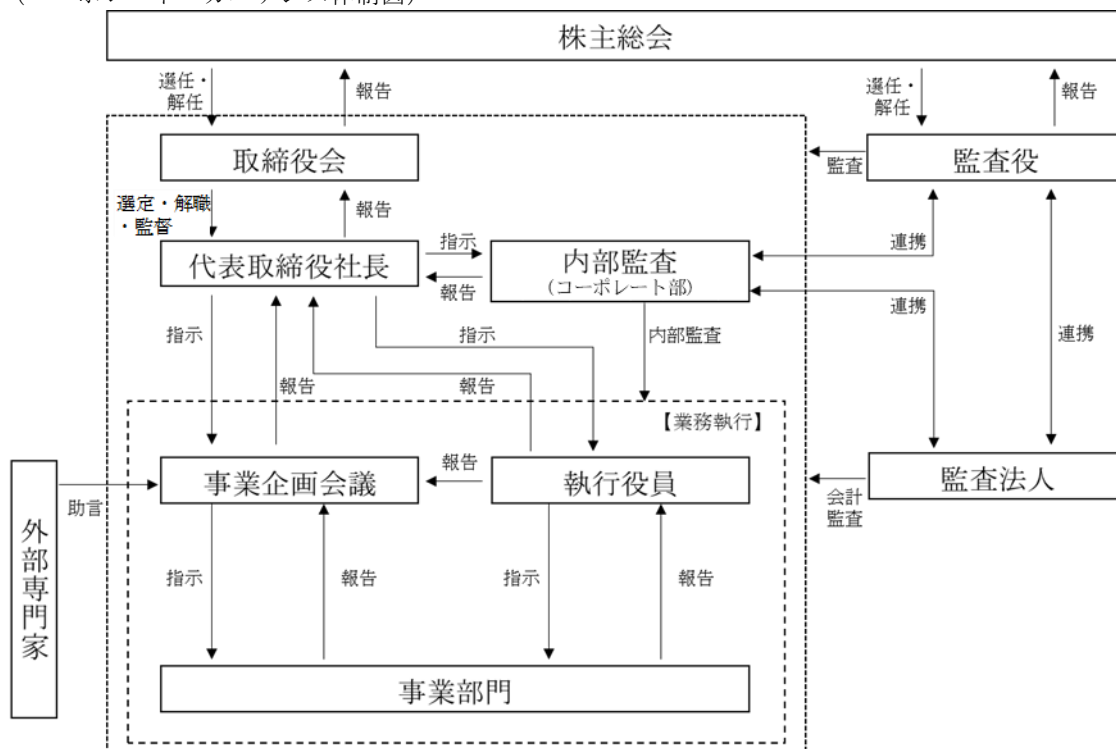 株主総会
選任・
解任
報告
選任・
解任
報告
取締役会
監査
監査役
選定・解職
・監督
報告
代表取締役社長
指示
報告
内部監査
(コーポレート部)
連携
連携
連携
指示
指示
内部監査
報告
報告
【業務執行】
事業企画会議
報告
執行役員
監査法人
会計
監査
助言
外部専門家
指示
報告
指示
報告
事業部門